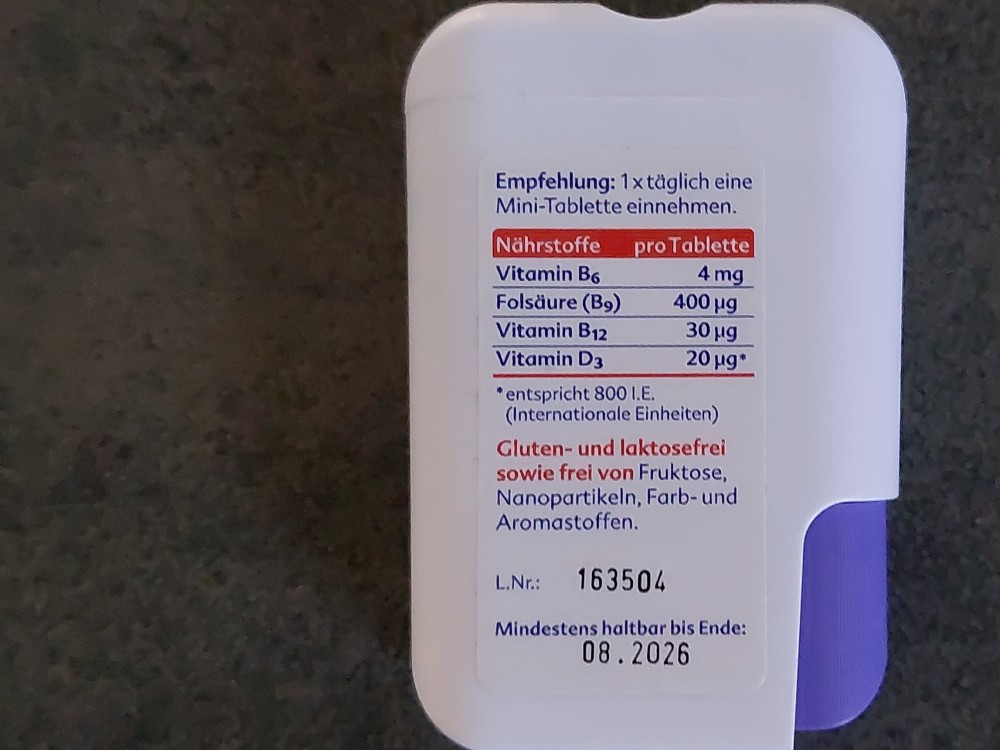 Empfehlung: 1 x täglich eine
Mini-Tablette einnehmen.
Nährstoffe pro Tablette
Vitamin B6 4 mg
Folsäure (B9) 400 µg
Vitamin B12 30 µg
Vitamin D3 20 µg*
* entspricht 800 I.E.
(Internationale Einheiten)
Gluten- und laktosefrei
sowie frei von Fruktose,
Nanopartikeln, Farb- und
Aromastoffen.
L.Nr.: 163504
Mindestens haltbar bis Ende:
08.2026